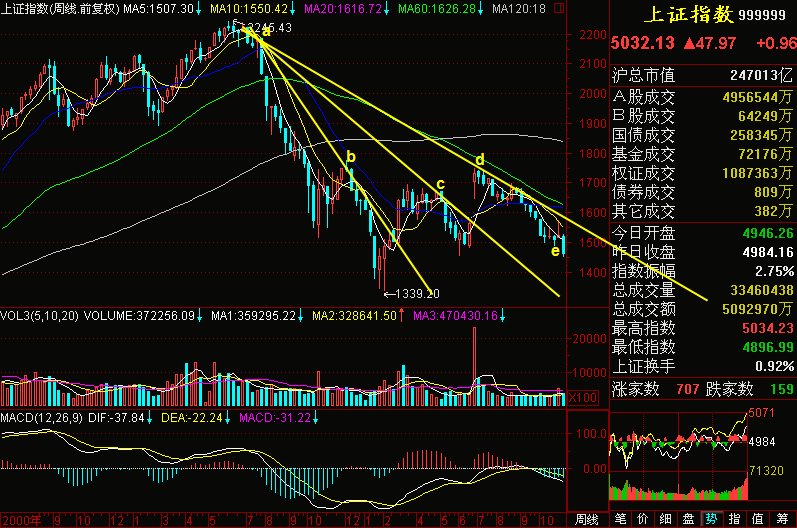 上证指数(周线.前复权) MA5:1507.30↓ MA10:1550.42↓ MA20:1616.72↓ MA60:1626.28↓ MA120:18
2245.43
a
b
c
d
e
←1339.20
2200
2100
2000
1900
1800
1700
1600
1500
1400
VOL3(5,10,20) VOLUME:372256.09↓ MA1:359295.22↓ MA2:328641.50↑ MA3:470430.16↓
20000
10000
X100
MACD(12,26,9) DIF:-37.84↓ DEA:-22.24↓ MACD:-31.22↓
100.0
0.00
2000年 9 10 12 1 3 4 5 7 8 9 10 12 1 2 4 5 6 7 8 9 10 周线
上证指数 999999
5032.13 ▲47.97 +0.96
沪总市值 247013亿
A股成交 4956544万
B股成交 64249万
国债成交 258345万
基金成交 72176万
权证成交 1087363万
债券成交 809万
其它成交 382万
今日开盘 4946.26
昨日收盘 4984.16
指数振幅 2.75%
总成交量 33460438
总成交额 5092970万
最高指数 5034.23
最低指数 4896.99
上证换手 0.92%
涨家数 707 跌家数 159
5071
4984
71320
笔 价 细 盘 势 指 值 筹